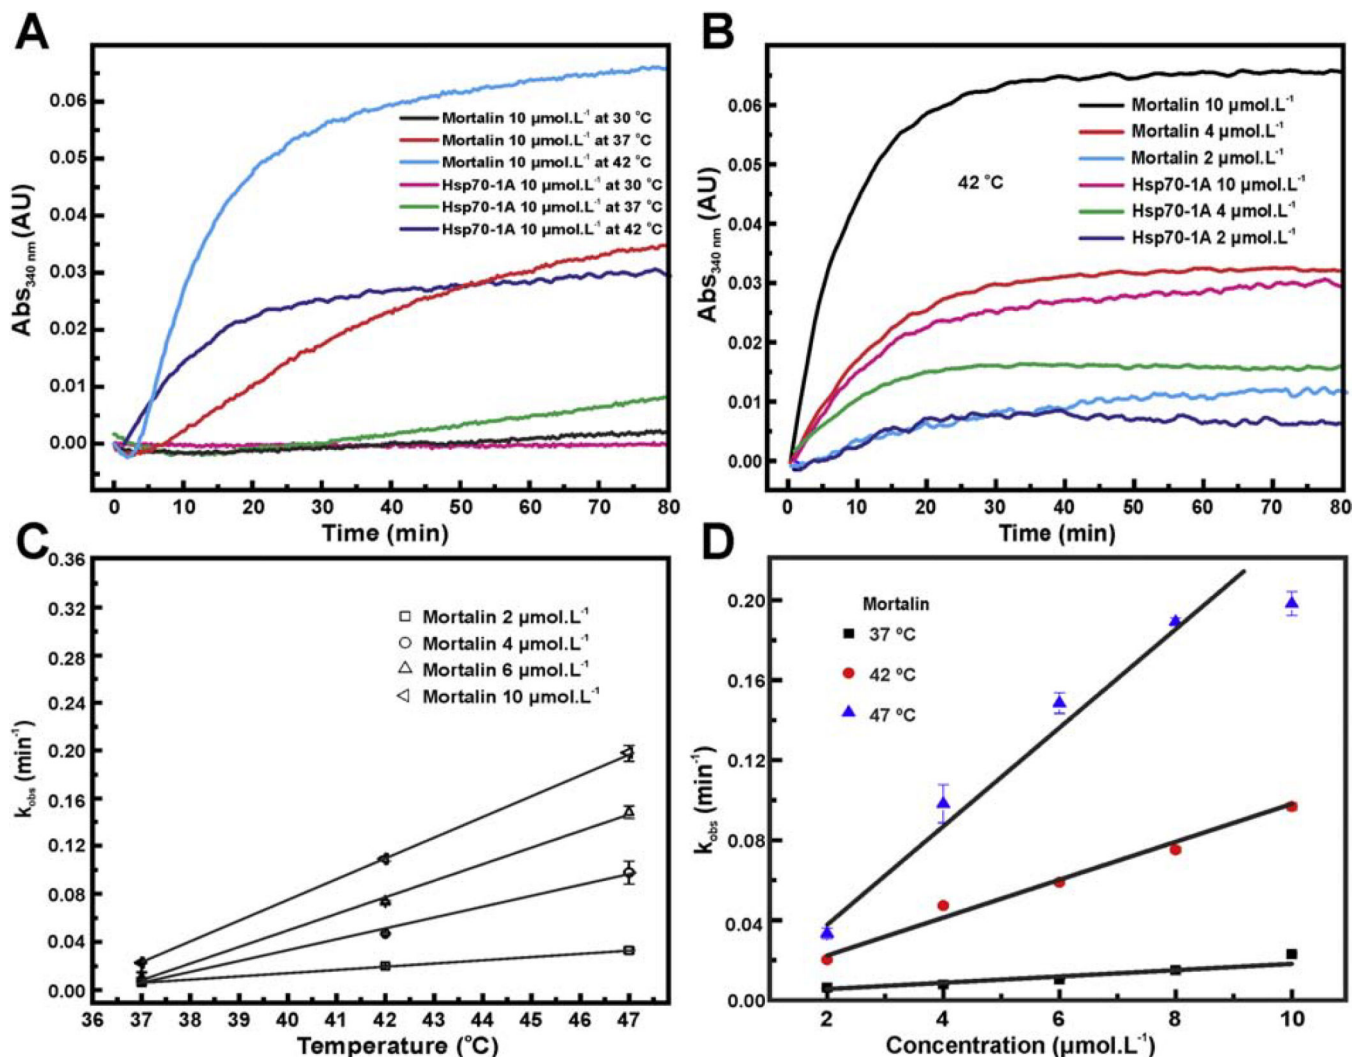 A
Abs340 nm (AU)
0.06
0.05
0.04
0.03
0.02
0.01
0.00
Mortalin 10 µmol.L-1 at 30 °C
Mortalin 10 µmol.L-1 at 37 °C
Mortalin 10 µmol.L-1 at 42 °C
Hsp70-1A 10 µmol.L-1 at 30 °C
Hsp70-1A 10 µmol.L-1 at 37 °C
Hsp70-1A 10 µmol.L-1 at 42 °C
0 10 20 30 40 50 60 70 80
Time (min)
B
Abs340 nm (AU)
0.06
0.05
0.04
0.03
0.02
0.01
0.00
42 °C
Mortalin 10 µmol.L-1
Mortalin 4 µmol.L-1
Mortalin 2 µmol.L-1
Hsp70-1A 10 µmol.L-1
Hsp70-1A 4 µmol.L-1
Hsp70-1A 2 µmol.L-1
0 10 20 30 40 50 60 70 80
Time (min)
C
kobs (min-1)
0.36
0.32
0.28
0.24
0.20
0.16
0.12
0.08
0.04
0.00
Mortalin 2 µmol.L-1
Mortalin 4 µmol.L-1
Mortalin 6 µmol.L-1
Mortalin 10 µmol.L-1
36 37 38 39 40 41 42 43 44 45 46 47
Temperature (°C)
D
kobs (min-1)
0.20
0.16
0.12
0.08
0.04
0.00
Mortalin
37 ºC
42 ºC
47 ºC
2 4 6 8 10
Concentration (µmol.L-1)